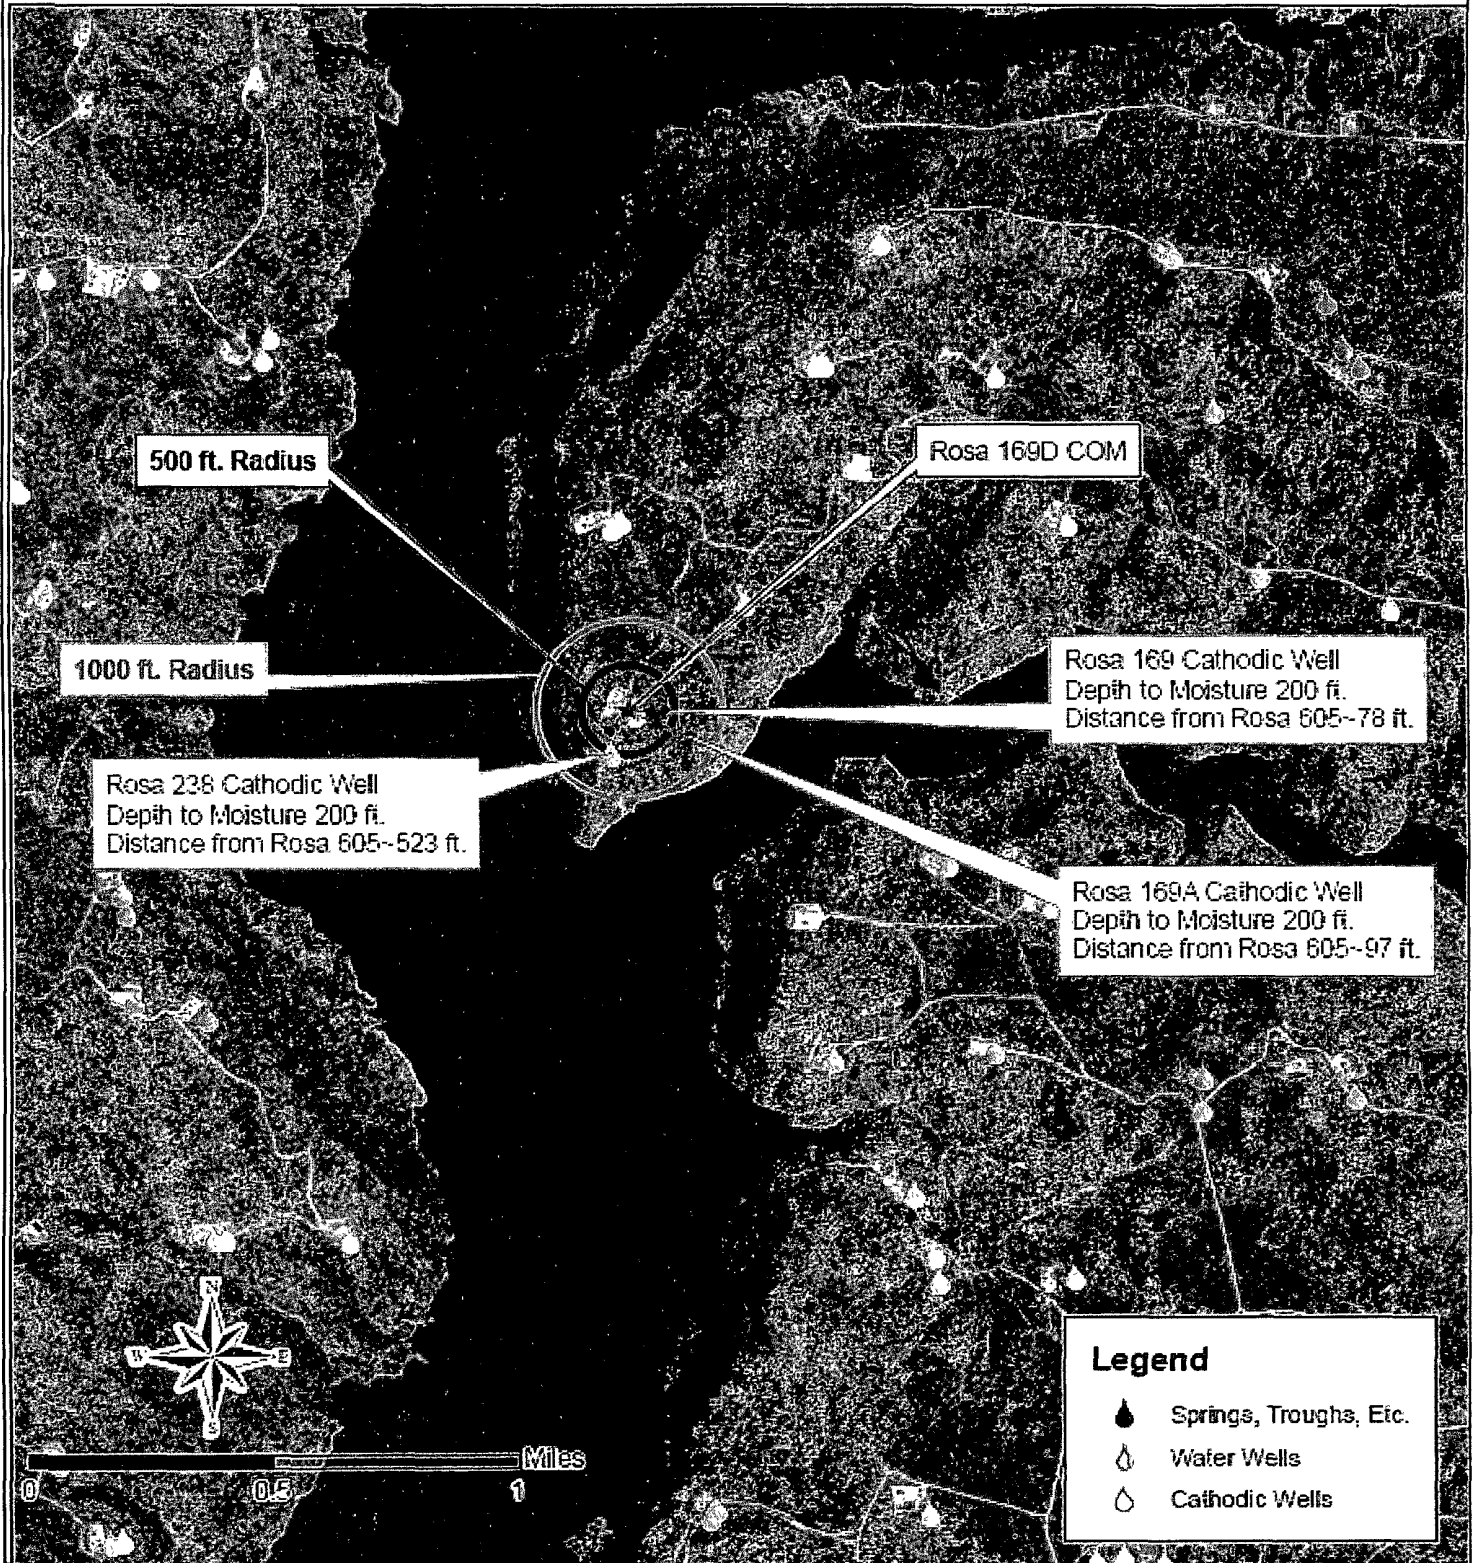 500 ft. Radius
Rosa 169D COM
1000 ft. Radius
Rosa 169 Cathodic Well
Depth to Moisture 200 ft.
Distance from Rosa 605~78 ft.
Rosa 238 Cathodic Well
Depth to Moisture 200 ft.
Distance from Rosa 605~523 ft.
Rosa 169A Cathodic Well
Depth to Moisture 200 ft.
Distance from Rosa 605~97 ft.
N
W
E
S
Miles
0
0.5
1
Legend
Springs, Troughs, Etc.
Water Wells
Cathodic Wells